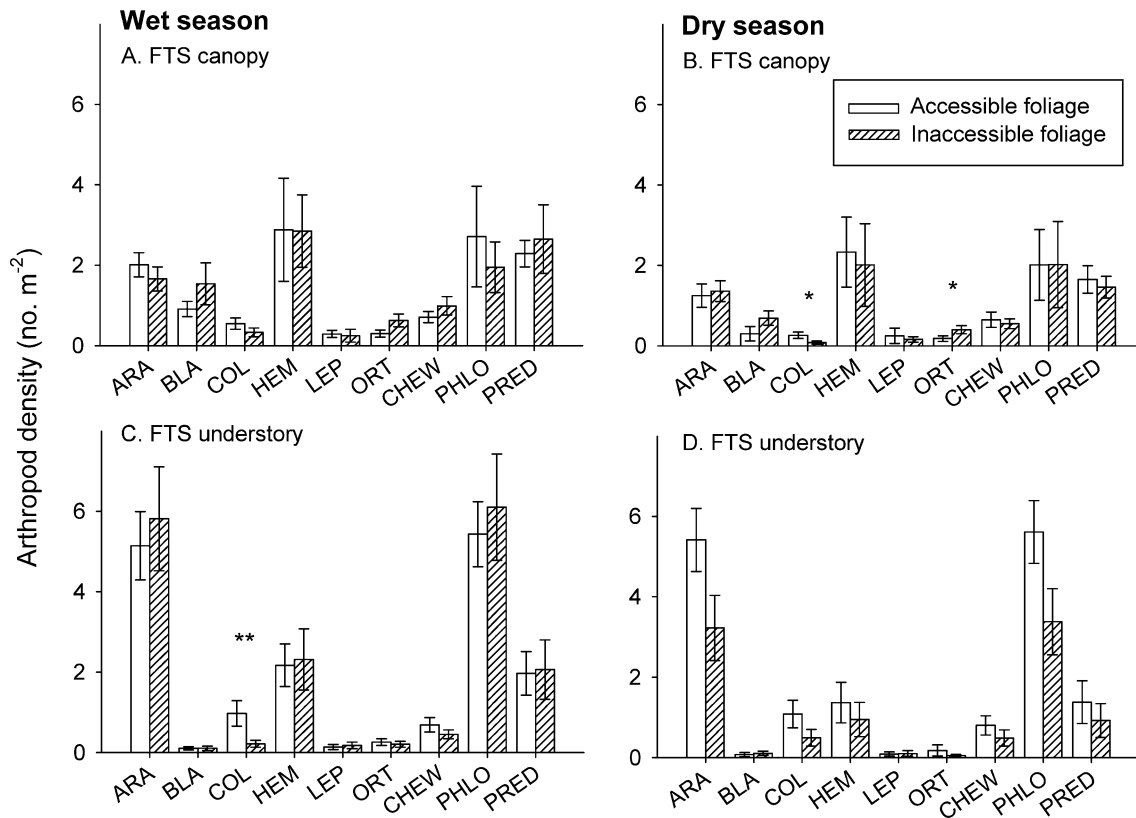 Wet season
A. FTS canopy
Dry season
B. FTS canopy
Accessible foliage
Inaccessible foliage
Arthropod density (no. m-2)
6
4
2
0
ARA BLA COL HEM LEP ORT CHEW PHLO PRED
6
4
2
0
* *
ARA BLA COL HEM LEP ORT CHEW PHLO PRED
C. FTS understory
6
4
2
0
**
ARA BLA COL HEM LEP ORT CHEW PHLO PRED
D. FTS understory
6
4
2
0
ARA BLA COL HEM LEP ORT CHEW PHLO PRED